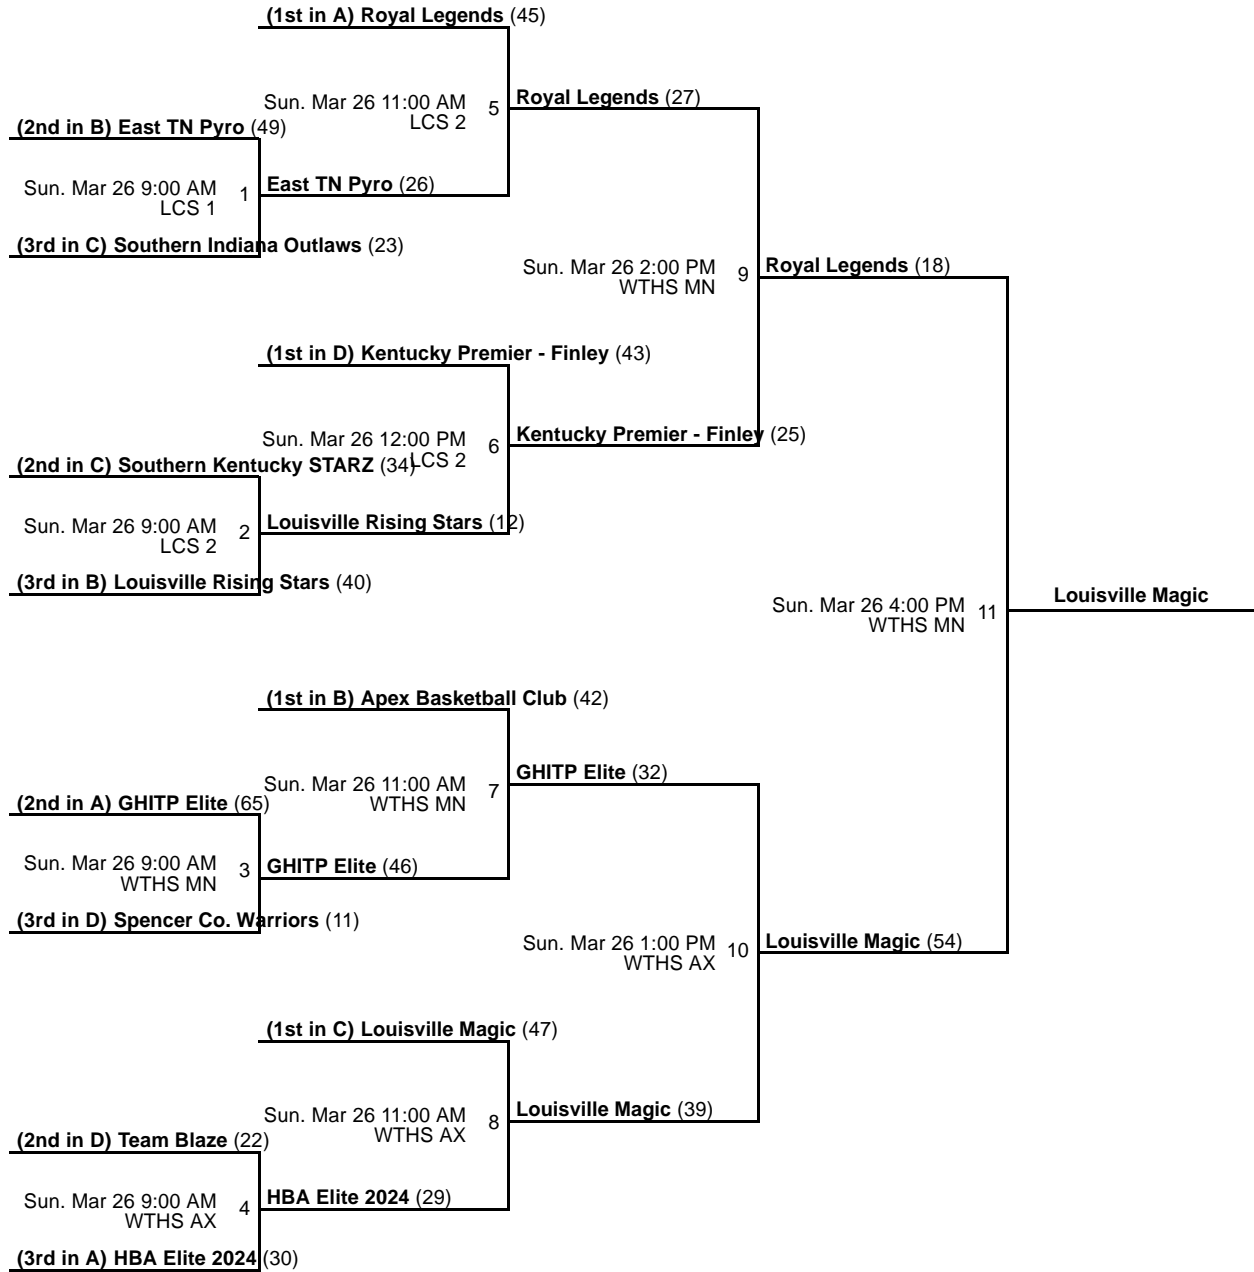 (1st in A) Royal Legends (45)
Sun. Mar 26 11:00 AM
LCS 2
5
Royal Legends (27)
(2nd in B) East TN Pyro (49)
Sun. Mar 26 9:00 AM
LCS 1
1
East TN Pyro (26)
(3rd in C) Southern Indiana Outlaws (23)
Sun. Mar 26 2:00 PM
WTHS MN
9
Royal Legends (18)
(1st in D) Kentucky Premier - Finley (43)
Sun. Mar 26 12:00 PM
LCS 2
6
Kentucky Premier - Finley (25)
(2nd in C) Southern Kentucky STARZ (34)
Sun. Mar 26 9:00 AM
LCS 2
2
Louisville Rising Stars (12)
(3rd in B) Louisville Rising Stars (40)
Sun. Mar 26 4:00 PM
WTHS MN
11
Louisville Magic
(1st in B) Apex Basketball Club (42)
Sun. Mar 26 11:00 AM
WTHS MN
7
GHITP Elite (32)
(2nd in A) GHITP Elite (65)
Sun. Mar 26 9:00 AM
WTHS MN
3
GHITP Elite (46)
(3rd in D) Spencer Co. Warriors (11)
Sun. Mar 26 1:00 PM
WTHS AX
10
Louisville Magic (54)
(1st in C) Louisville Magic (47)
Sun. Mar 26 11:00 AM
WTHS AX
8
Louisville Magic (39)
(2nd in D) Team Blaze (22)
Sun. Mar 26 9:00 AM
WTHS AX
4
HBA Elite 2024 (29)
(3rd in A) HBA Elite 2024 (30)